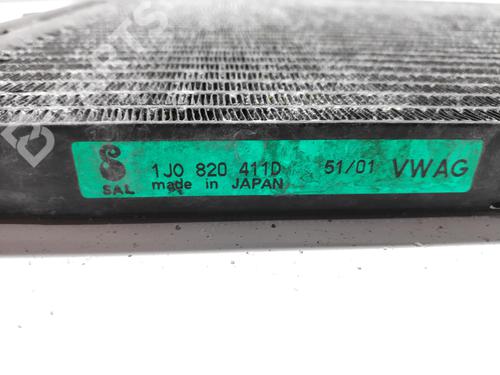 SAL
1J0 820 411D 51/01 VWAG
made in JAPAN